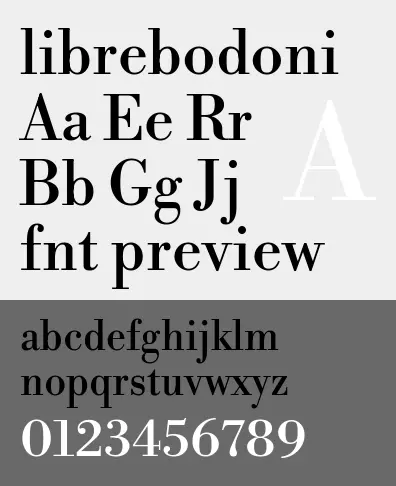 librebodoni
Aa Ee Rr
A
Bb Gg Jj
fnt preview
abcdefghijklm
nopqrstuvwxyz
0123456789